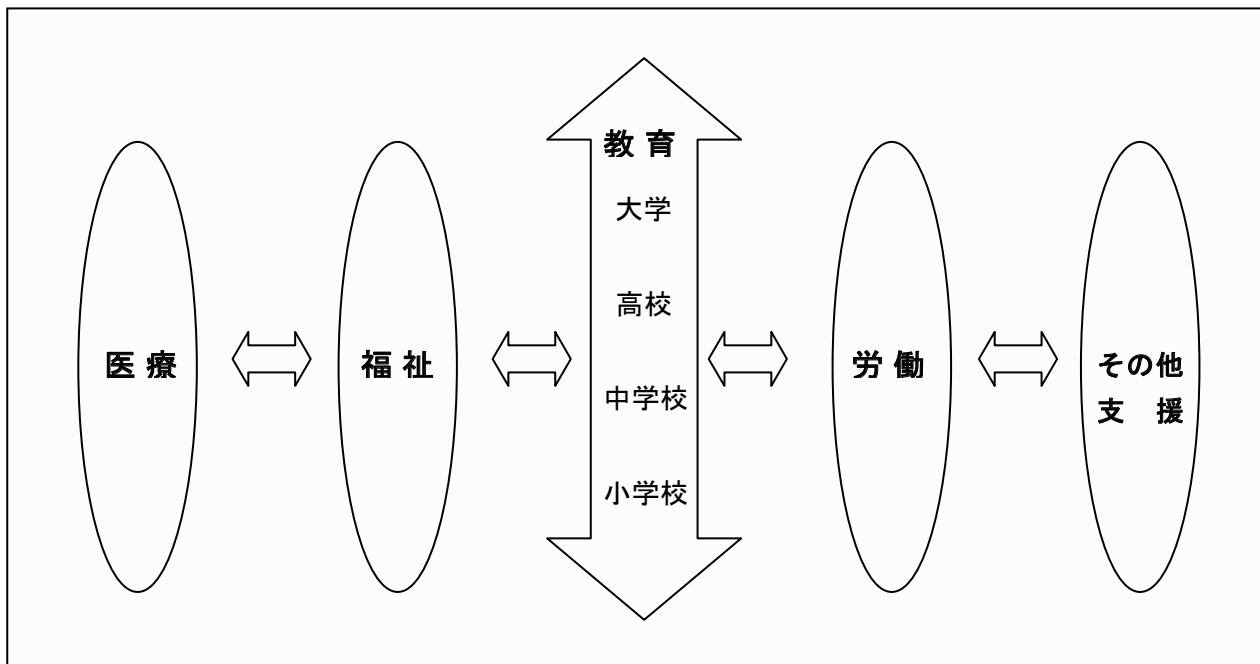 医 療
福 祉
教 育
大学
高校
中学校
小学校
労 働
その他
支 援